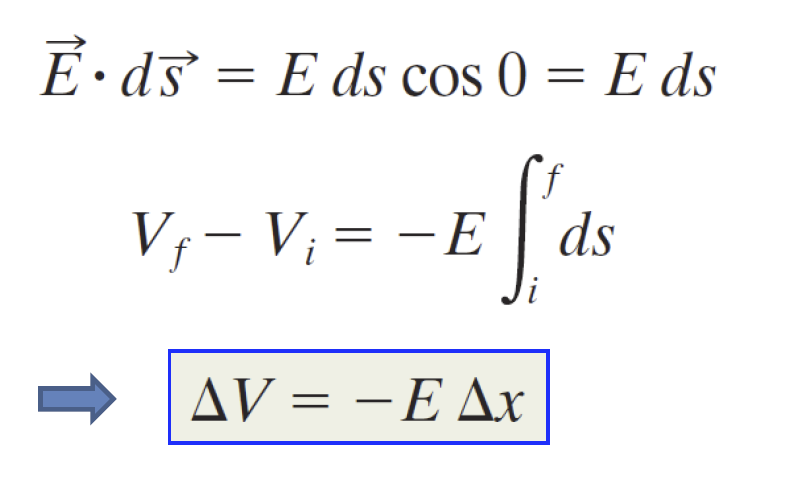 E⃗ · ds⃗ = E ds cos 0 = E ds
V_f − V_i = −E ∫_i^f ds
ΔV = −E Δx